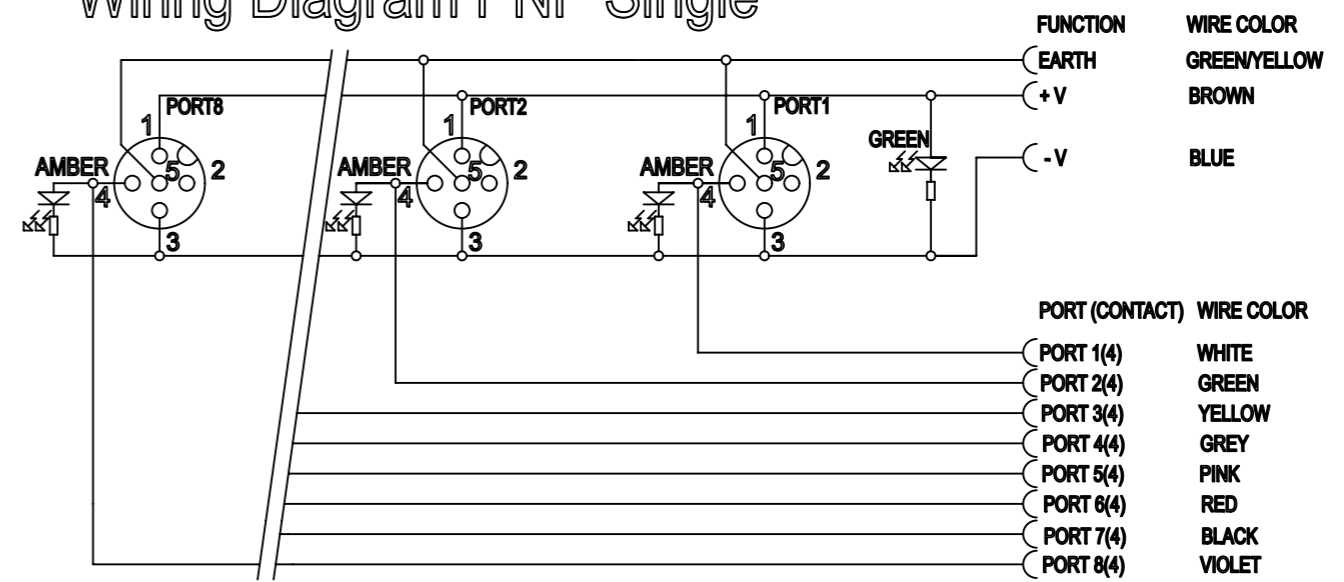 Wiring Diagram PNP Single
FUNCTION WIRE COLOR
EARTH GREEN/YELLOW
+ V BROWN
- V BLUE
PORT8 PORT2 PORT1
1 1 1
GREEN
AMBER 5 2 AMBER 5 2 AMBER 5 2
4 4 4
3 3 3
PORT (CONTACT) WIRE COLOR
PORT 1(4) WHITE
PORT 2(4) GREEN
PORT 3(4) YELLOW
PORT 4(4) GREY
PORT 5(4) PINK
PORT 6(4) RED
PORT 7(4) BLACK
PORT 8(4) VIOLET